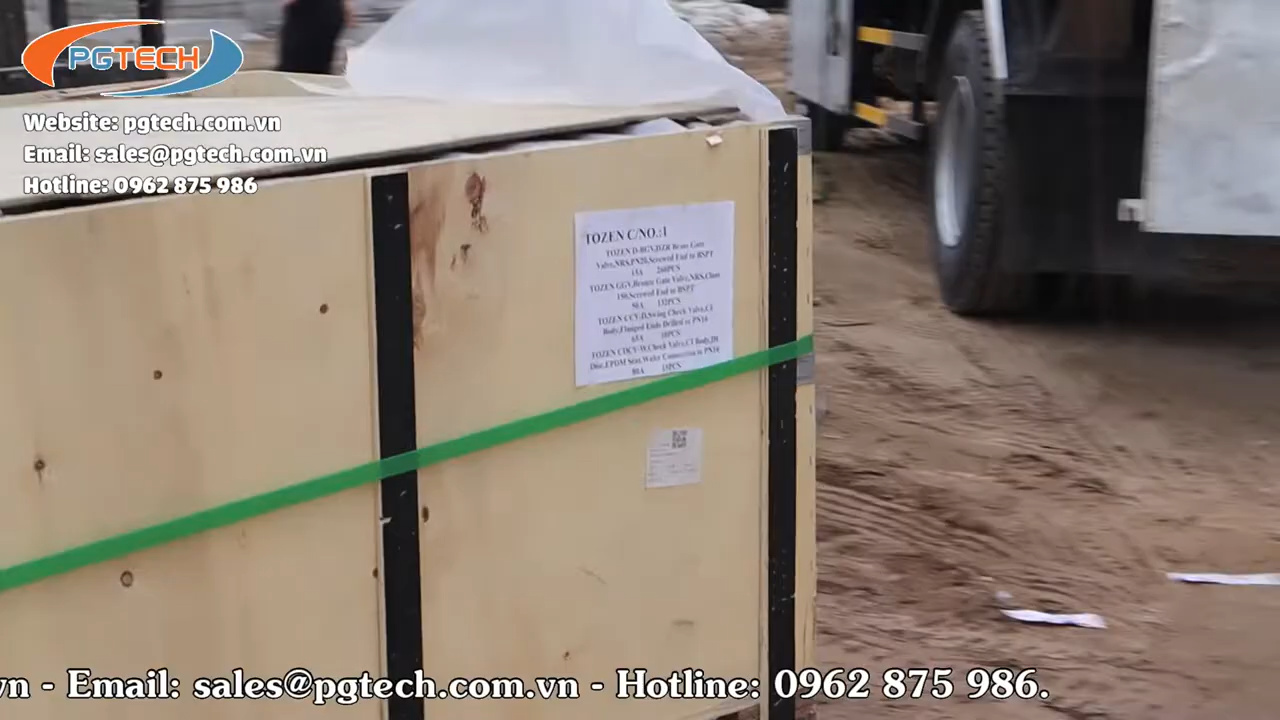 PGTECH
Website: pgtech.com.vn
Email: sales@pgtech.com.vn
Hotline: 0962 875 986
TOZEN C/NO.:1
TOZEN D-BGV,DZR Brass Gate
Valve,NRS,PN20,Screwed End to BSPT
15A 260PCS
TOZEN GGV,Bronze Gate Valve,NRS,Class
150,Screwed End to BSPT
50A 132PCS
TOZEN CCV-D,Swing Check Valve,CI
Body,Flanged Ends Drilled to PN16
65A 10PCS
TOZEN CDCV-W,Check Valve,CI Body,DI
Disc,EPDM Seat,Wafer Connection to PN16
80A 15PCS
vn - Email: sales@pgtech.com.vn - Hotline: 0962 875 986.